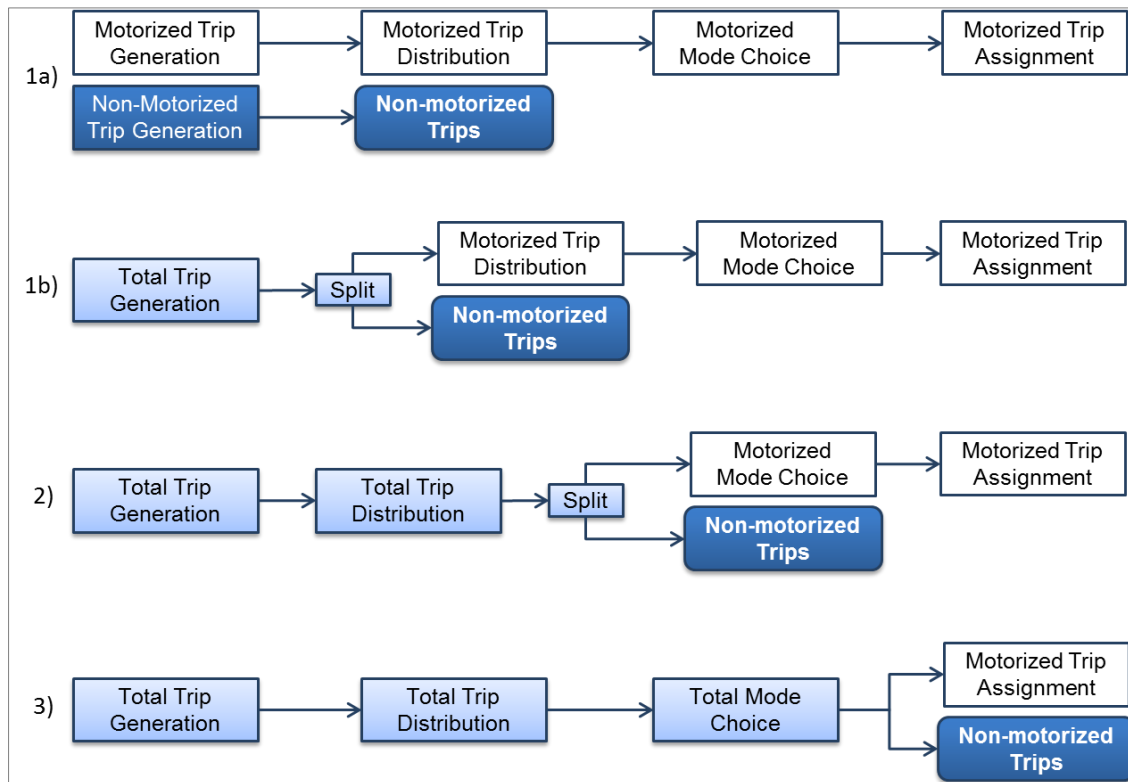 1a)
Motorized Trip
Generation
Motorized Trip
Distribution
Motorized
Mode Choice
Motorized Trip
Assignment
Non-Motorized
Trip Generation
Non-motorized
Trips
1b)
Total Trip
Generation
Split
Motorized Trip
Distribution
Motorized
Mode Choice
Motorized Trip
Assignment
Non-motorized
Trips
2)
Total Trip
Generation
Total Trip
Distribution
Split
Motorized
Mode Choice
Motorized Trip
Assignment
Non-motorized
Trips
3)
Total Trip
Generation
Total Trip
Distribution
Total Mode
Choice
Motorized Trip
Assignment
Non-motorized
Trips